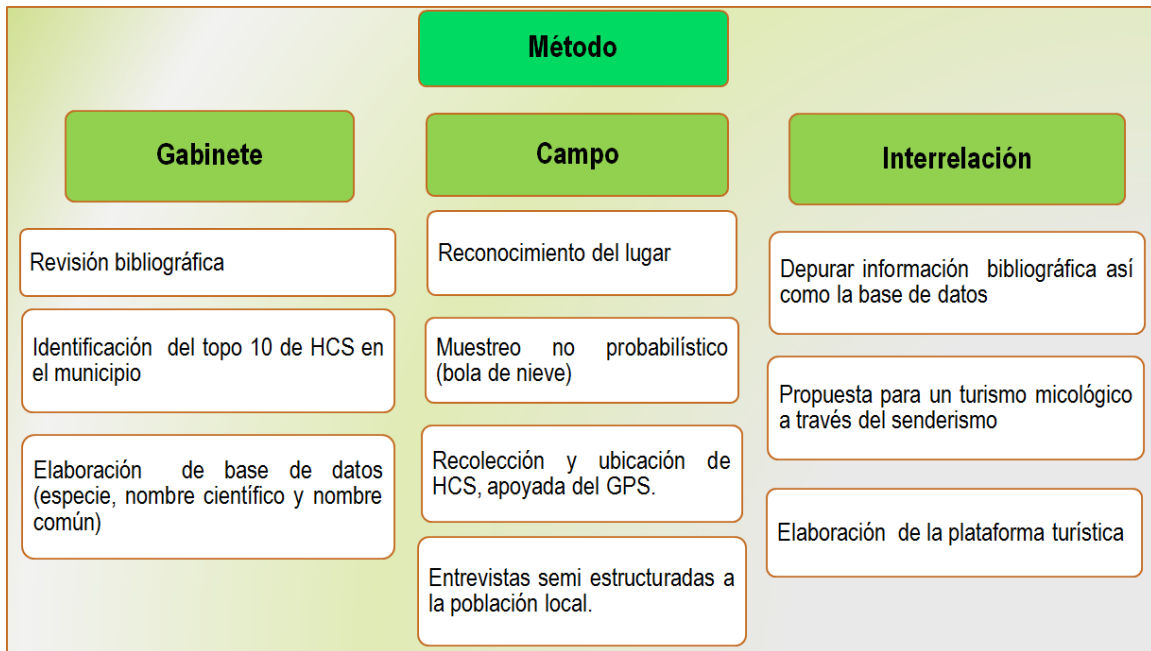 Método
Gabinete
Revisión bibliográfica
Identificación del topo 10 de HCS en
el municipio
Elaboración de base de datos
(especie, nombre científico y nombre
común)
Campo
Reconocimiento del lugar
Muestreo no probabilístico
(bola de nieve)
Recolección y ubicación de
HCS, apoyada del GPS.
Entrevistas semi estructuradas a
la población local.
Interrelación
Depurar información bibliográfica así
como la base de datos
Propuesta para un turismo micológico
a través del senderismo
Elaboración de la plataforma turística